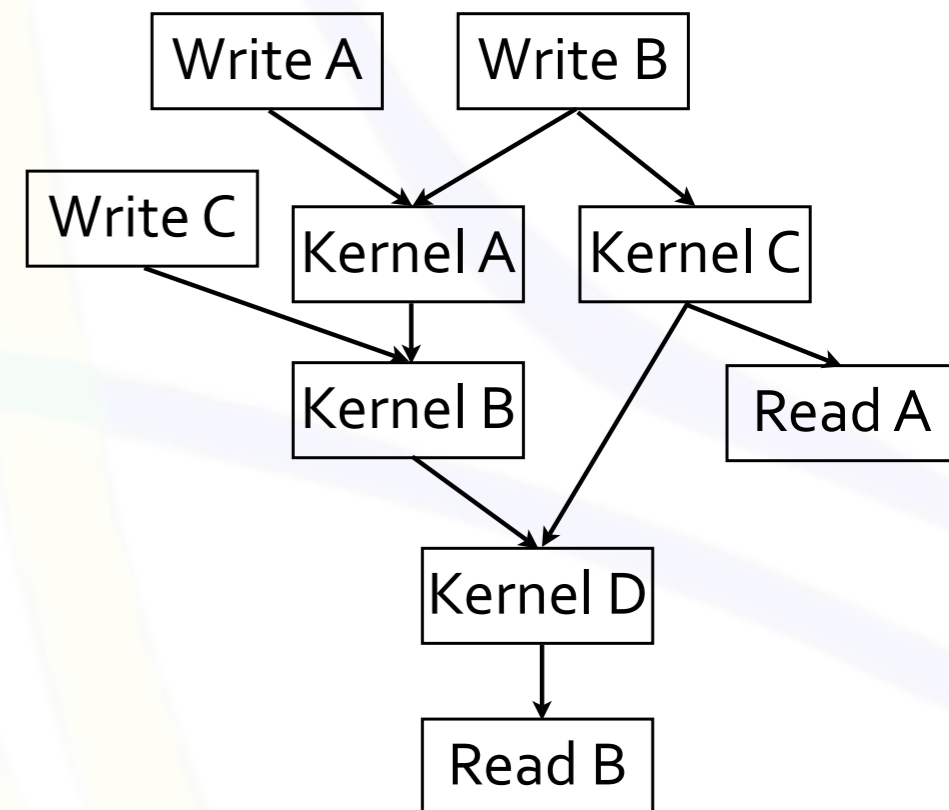 Write A
Write B
Write C
Kernel A
Kernel C
Kernel B
Read A
Kernel D
Read B